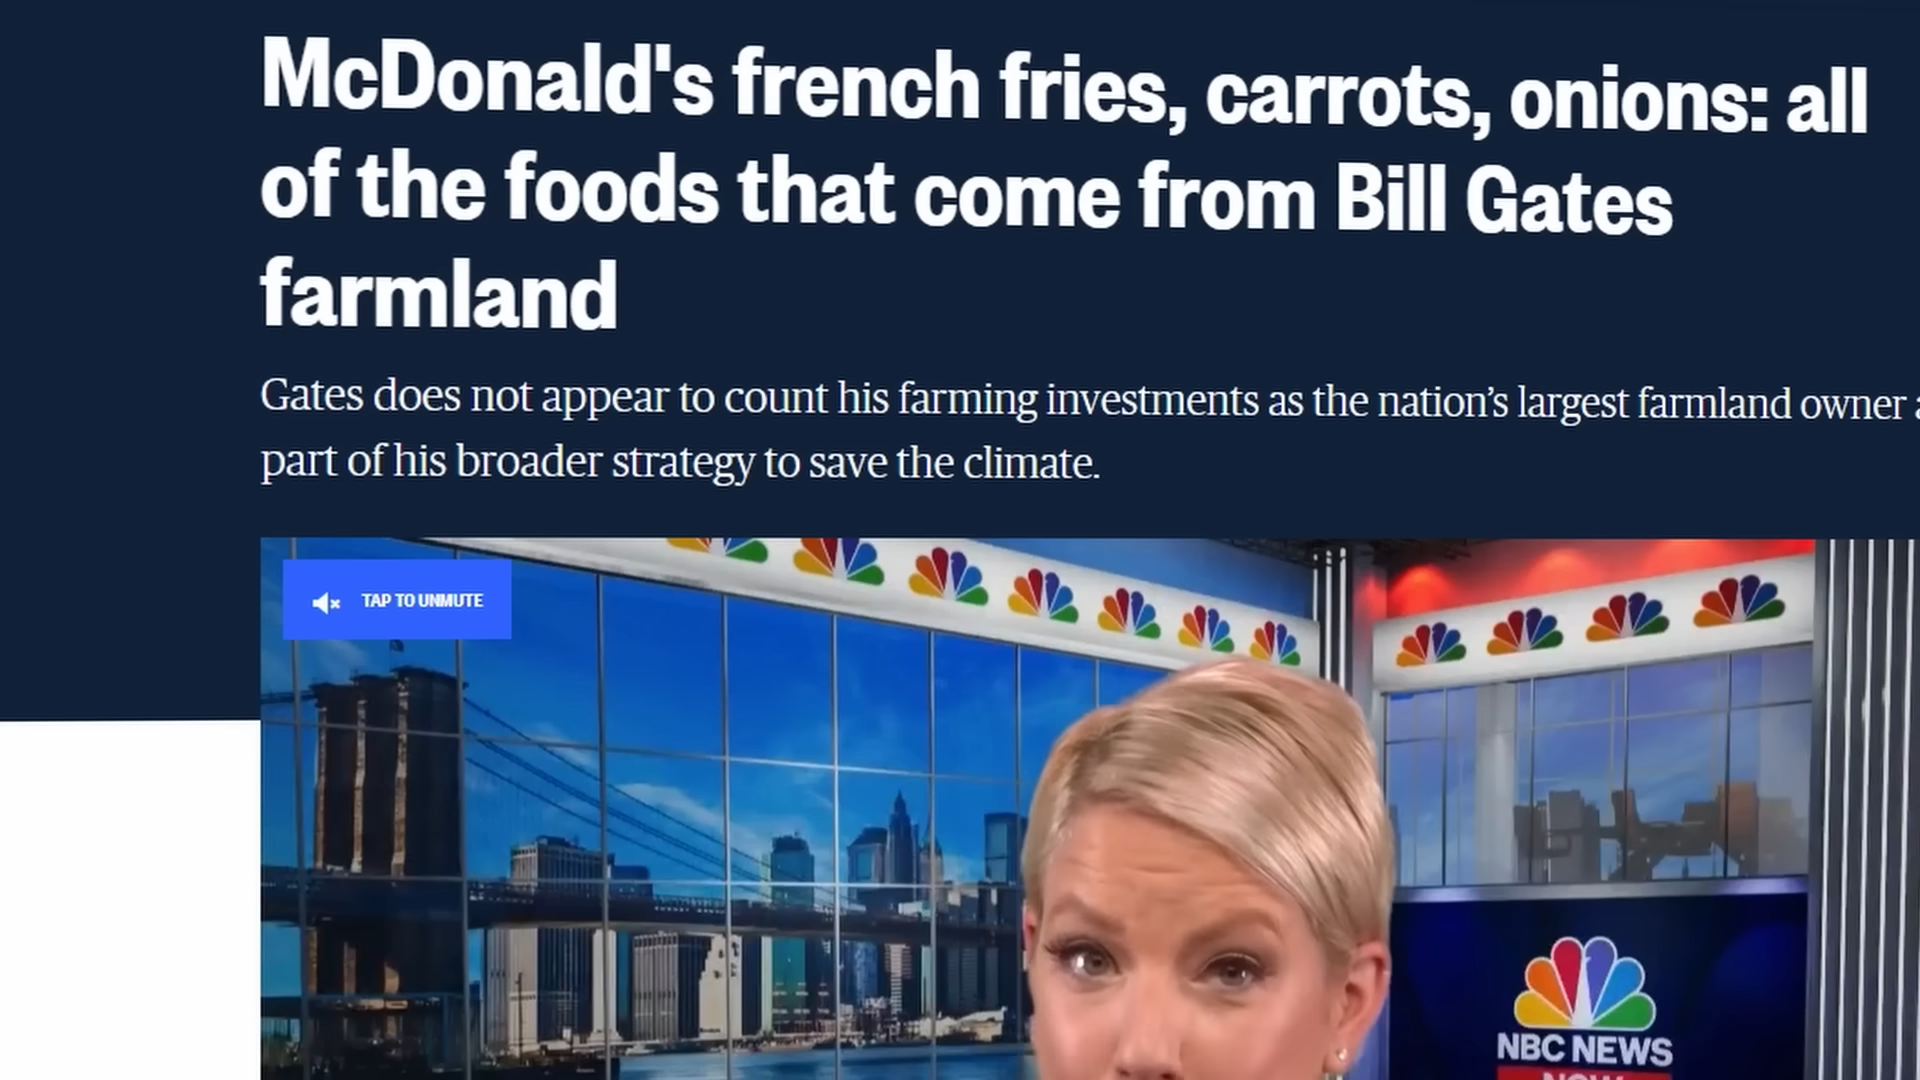 McDonald's french fries, carrots, onions: all
of the foods that come from Bill Gates
farmland
Gates does not appear to count his farming investments as the nation’s largest farmland owner
part of his broader strategy to save the climate.
TAP TO UNMUTE
NBC NEWS
NOW